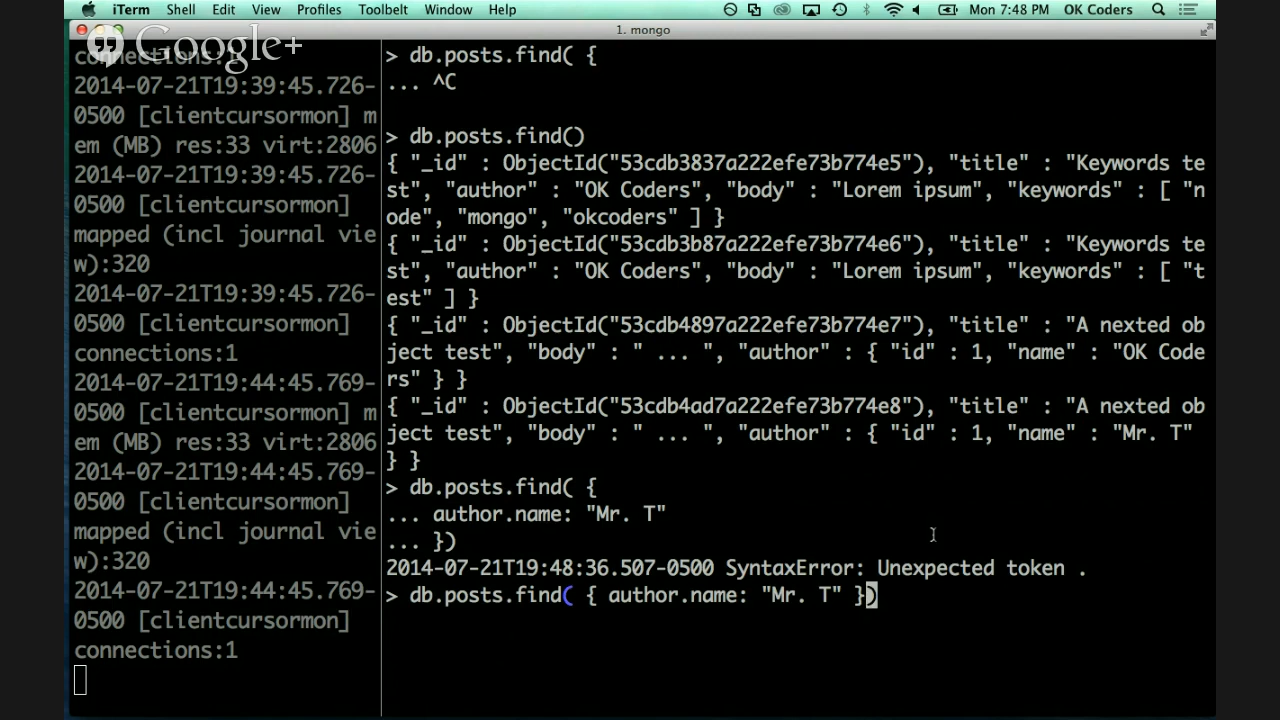 iTerm Shell Edit View Profiles Toolbelt Window Help Mon 7:48 PM OK Coders
1. mongo
Google+
connections:1
2014-07-21T19:39:45.726-
0500 [clientcursormon] m
em (MB) res:33 virt:2806
2014-07-21T19:39:45.726-
0500 [clientcursormon]
mapped (incl journal vie
w):320
2014-07-21T19:39:45.726-
0500 [clientcursormon]
connections:1
2014-07-21T19:44:45.769-
0500 [clientcursormon] m
em (MB) res:33 virt:2806
2014-07-21T19:44:45.769-
0500 [clientcursormon]
mapped (incl journal vie
w):320
2014-07-21T19:44:45.769-
0500 [clientcursormon]
connections:1
> db.posts.find( {
... ^C
> db.posts.find()
{ "_id" : ObjectId("53cdb3837a222efe73b774e5"), "title" : "Keywords te
st", "author" : "OK Coders", "body" : "Lorem ipsum", "keywords" : [ "n
ode", "mongo", "okcoders" ] }
{ "_id" : ObjectId("53cdb3b87a222efe73b774e6"), "title" : "Keywords te
st", "author" : "OK Coders", "body" : "Lorem ipsum", "keywords" : [ "t
est" ] }
{ "_id" : ObjectId("53cdb4897a222efe73b774e7"), "title" : "A nexted ob
ject test", "body" : " ... ", "author" : { "id" : 1, "name" : "OK Code
rs" } }
{ "_id" : ObjectId("53cdb4ad7a222efe73b774e8"), "title" : "A nexted ob
ject test", "body" : " ... ", "author" : { "id" : 1, "name" : "Mr. T"
} }
> db.posts.find( {
... author.name: "Mr. T"
... })
2014-07-21T19:48:36.507-0500 SyntaxError: Unexpected token .
> db.posts.find( { author.name: "Mr. T" })